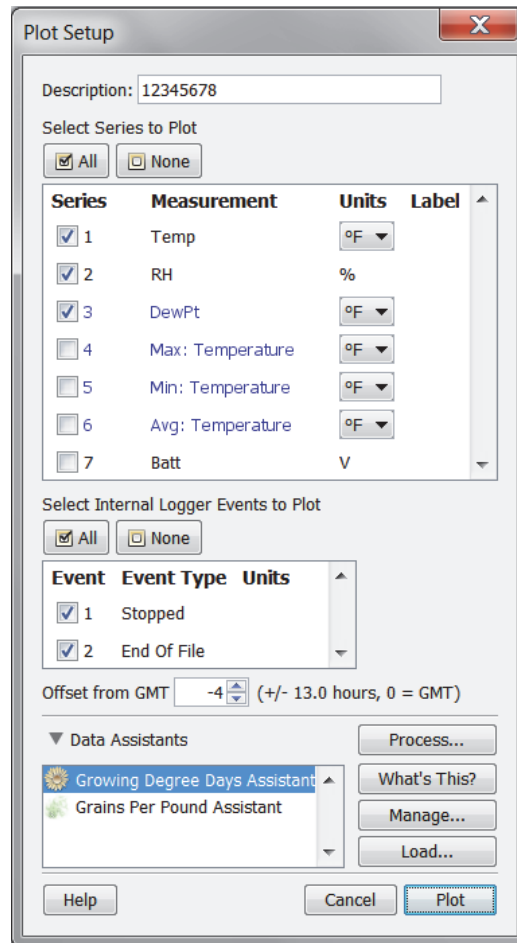 Plot Setup
X
Description: 12345678
Select Series to Plot
All None
Series Measurement Units Label
1 Temp °F
2 RH %
3 DewPt °F
4 Max: Temperature °F
5 Min: Temperature °F
6 Avg: Temperature °F
7 Batt V
Select Internal Logger Events to Plot
All None
Event Event Type Units
1 Stopped
2 End Of File
Offset from GMT -4 (+/- 13.0 hours, 0 = GMT)
Data Assistants Process...
Growing Degree Days Assistant What's This?
Grains Per Pound Assistant Manage...
Load...
Help Cancel Plot